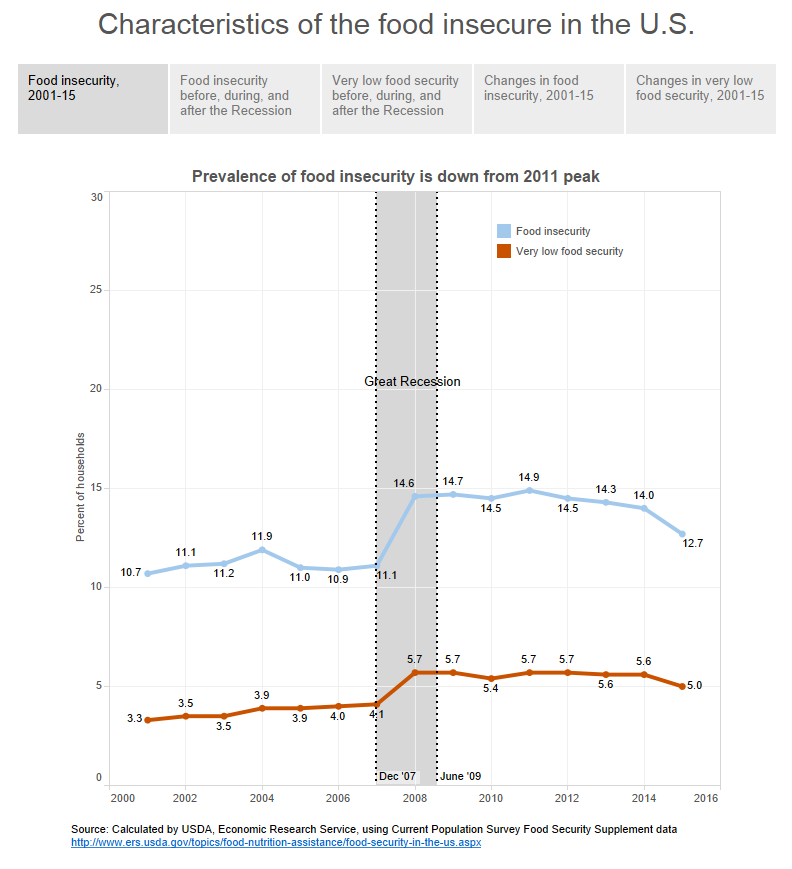 Characteristics of the food insecure in the U.S.
Food insecurity,
2001-15
Food insecurity
before, during, and
after the Recession
Very low food security
before, during, and
after the Recession
Changes in food
insecurity, 2001-15
Changes in very low
food security, 2001-15
Prevalence of food insecurity is down from 2011 peak
30
25
20
15
10
5
0
Percent of households
Food insecurity
Very low food security
Great Recession
10.7
11.1
11.2
11.9
11.0
10.9
11.1
14.6
14.7
14.5
14.9
14.5
14.3
14.0
12.7
3.3
3.5
3.5
3.9
3.9
4.0
4.1
5.7
5.7
5.4
5.7
5.7
5.6
5.6
5.0
Dec '07
June '09
2000
2002
2004
2006
2008
2010
2012
2014
2016
Source: Calculated by USDA, Economic Research Service, using Current Population Survey Food Security Supplement data
http://www.ers.usda.gov/topics/food-nutrition-assistance/food-security-in-the-us.aspx